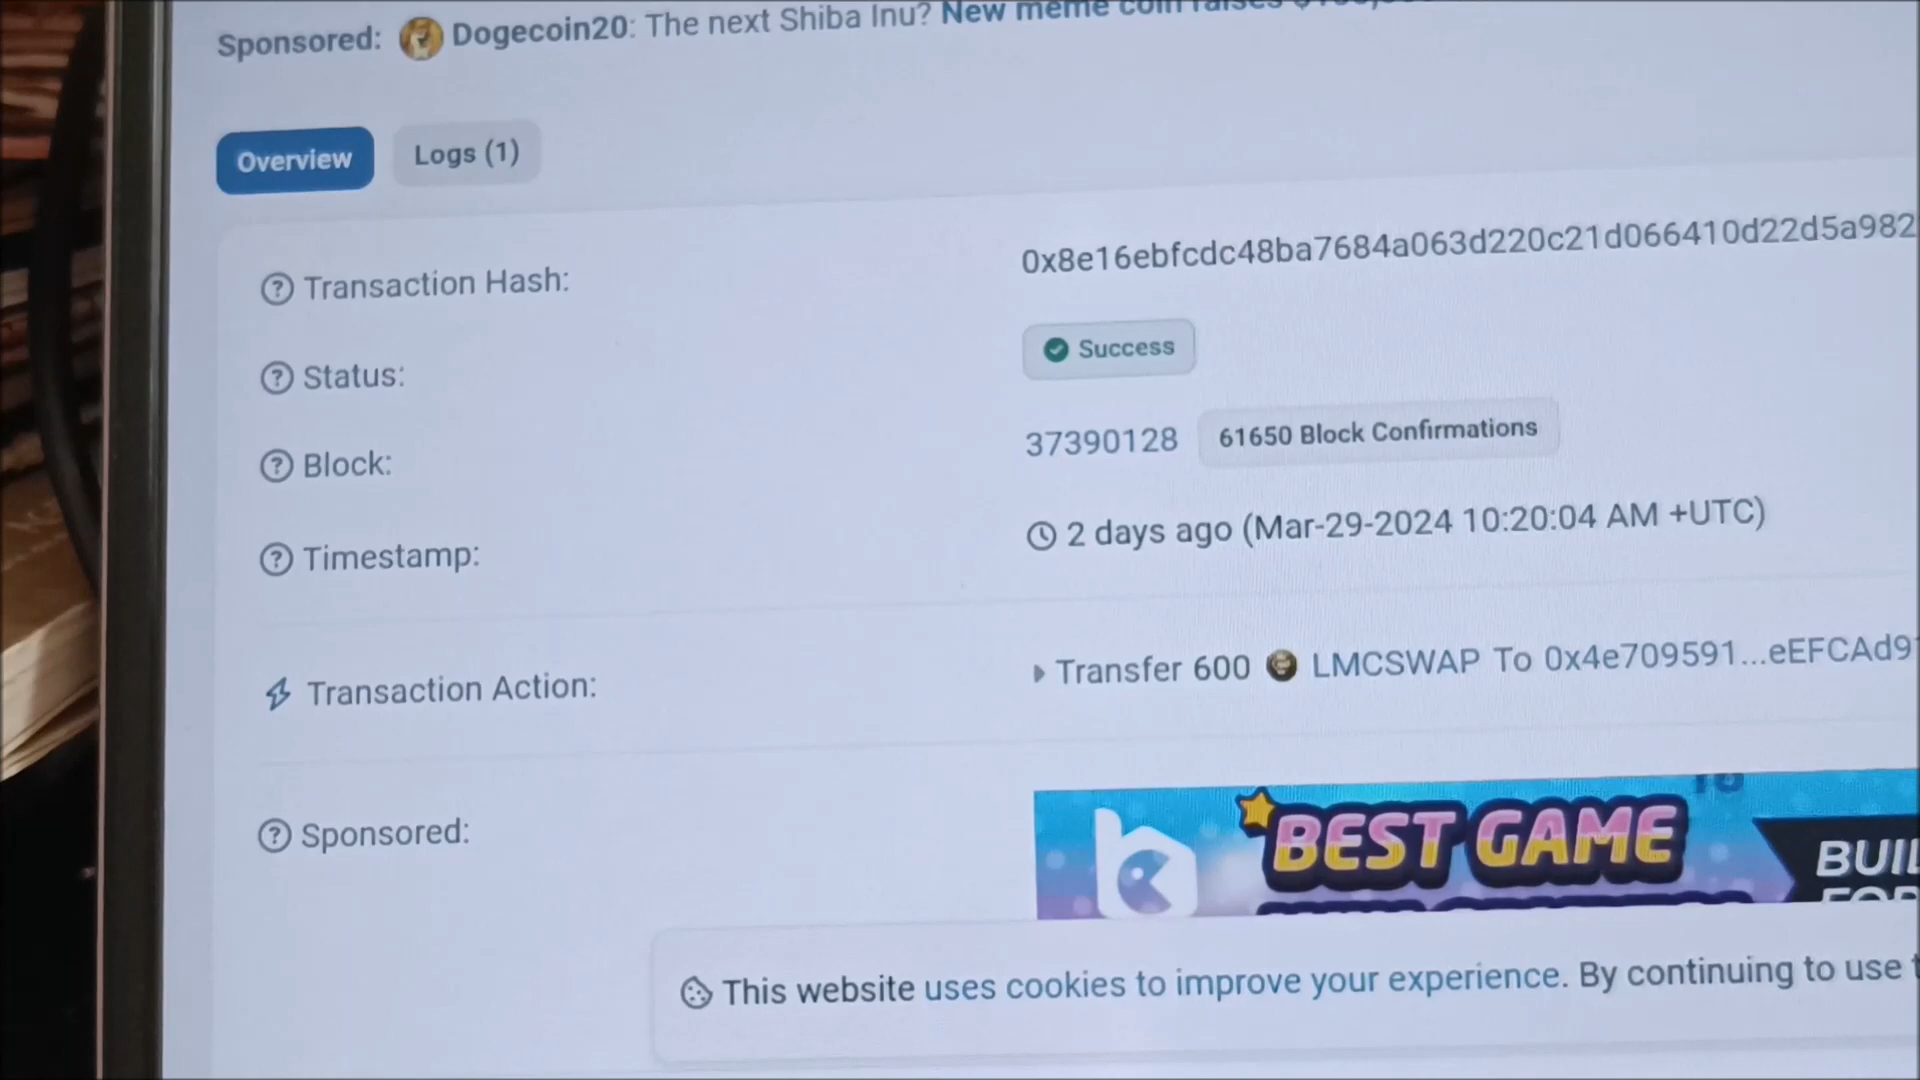 Sponsored: Dogecoin20: The next Shiba Inu? New meme coin raises
Overview
Logs (1)
Transaction Hash:
0x8e16ebfcdc48ba7684a063d220c21d066410d22d5a982
Status:
Success
Block:
37390128
61650 Block Confirmations
Timestamp:
2 days ago (Mar-29-2024 10:20:04 AM +UTC)
Transaction Action:
Transfer 600 LMCSWAP To 0x4e709591...eEFCAd9
Sponsored:
BEST GAME
This website uses cookies to improve your experience. By continuing to use